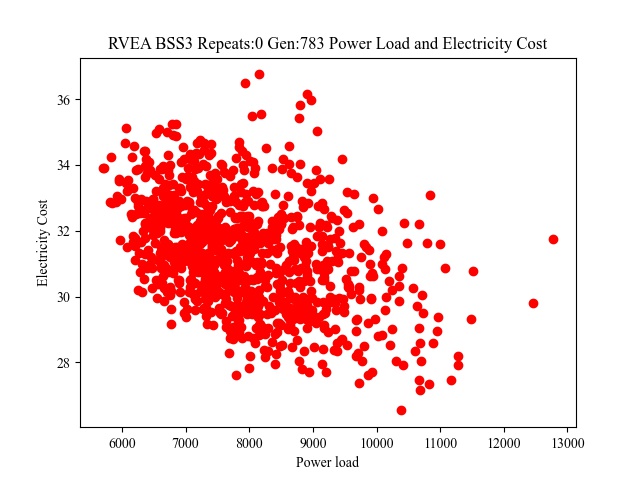 RVEA BSS3 Repeats:0 Gen:783 Power Load and Electricity Cost
36
34
32
30
28
Electricity Cost
6000 7000 8000 9000 10000 11000 12000 13000
Power load